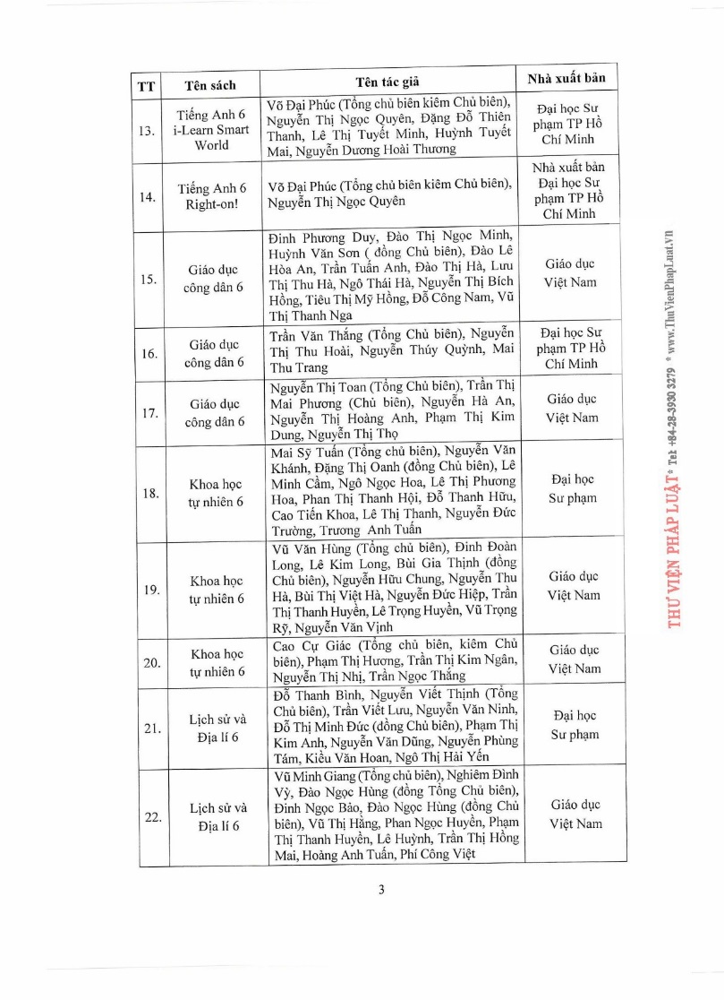 TT Tên sách Tên tác giả Nhà xuất bản
13.
Tiếng Anh 6
i-Learn Smart
World
Võ Đại Phúc (Tổng chủ biên kiêm Chủ biên),
Nguyễn Thị Ngọc Quyên, Đặng Đỗ Thiên
Thanh, Lê Thị Tuyết Minh, Huỳnh Tuyết
Mai, Nguyễn Dương Hoài Thương
Đại học Sư
phạm TP Hồ
Chí Minh
14.
Tiếng Anh 6
Right-on!
Võ Đại Phúc (Tổng chủ biên kiêm Chủ biên),
Nguyễn Thị Ngọc Quyên
Nhà xuất bản
Đại học Sư
phạm TP Hồ
Chí Minh
15.
Giáo dục
công dân 6
Đinh Phương Duy, Đào Thị Ngọc Minh,
Huỳnh Văn Sơn ( đồng Chủ biên), Đào Lê
Hòa An, Trần Tuấn Anh, Đào Thị Hà, Lưu
Thị Thu Hà, Ngô Thái Hà, Nguyễn Thị Bích
Hồng, Tiêu Thị Mỹ Hồng, Đỗ Công Nam, Vũ
Thị Thanh Nga
Giáo dục
Việt Nam
16.
Giáo dục
công dân 6
Trần Văn Thắng (Tổng Chủ biên), Nguyễn
Thị Thu Hoài, Nguyễn Thúy Quỳnh, Mai
Thu Trang
Đại học Sư
phạm TP Hồ
Chí Minh
17.
Giáo dục
công dân 6
Nguyễn Thị Toan (Tổng Chủ biên), Trần Thị
Mai Phương (Chủ biên), Nguyễn Hà An,
Nguyễn Thị Hoàng Anh, Phạm Thị Kim
Dung, Nguyễn Thị Thọ
Giáo dục
Việt Nam
18.
Khoa học
tự nhiên 6
Mai Sỹ Tuấn (Tổng chủ biên), Nguyễn Văn
Khánh, Đặng Thị Oanh (đồng Chủ biên), Lê
Minh Cầm, Ngô Ngọc Hoa, Lê Thị Phương
Hoa, Phan Thị Thanh Hội, Đỗ Thanh Hữu,
Cao Tiến Khoa, Lê Thị Thanh, Nguyễn Đức
Trường, Trương Anh Tuấn
Đại học
Sư phạm
19.
Khoa học
tự nhiên 6
Vũ Văn Hùng (Tổng chủ biên), Đinh Đoàn
Long, Lê Kim Long, Bùi Gia Thịnh (đồng
Chủ biên), Nguyễn Hữu Chung, Nguyễn Thu
Hà, Bùi Thị Việt Hà, Nguyễn Đức Hiệp, Trần
Thị Thanh Huyền, Lê Trọng Huyền, Vũ Trọng
Rỹ, Nguyễn Văn Vịnh
Giáo dục
Việt Nam
20.
Khoa học
tự nhiên 6
Cao Cự Giác (Tổng chủ biên, kiêm Chủ
biên), Phạm Thị Hương, Trần Thị Kim Ngân,
Nguyễn Thị Nhị, Trần Ngọc Thắng
Giáo dục
Việt Nam
21.
Lịch sử và
Địa lí 6
Đỗ Thanh Bình, Nguyễn Viết Thịnh (Tổng
Chủ biên), Trần Viết Lưu, Nguyễn Văn Ninh,
Đỗ Thị Minh Đức (đồng Chủ biên), Phạm Thị
Kim Anh, Nguyễn Văn Dũng, Nguyễn Phùng
Tám, Kiều Văn Hoan, Ngô Thị Hải Yến
Đại học
Sư phạm
22.
Lịch sử và
Địa lí 6
Vũ Minh Giang (Tổng chủ biên), Nghiêm Đình
Vỳ, Đào Ngọc Hùng (đồng Tổng Chủ biên),
Đinh Ngọc Bảo, Đào Ngọc Hùng (đồng Chủ
biên), Vũ Thị Hằng, Phan Ngọc Huyền, Phạm
Thị Thanh Huyền, Lê Huỳnh, Trần Thị Hồng
Mai, Hoàng Anh Tuấn, Phí Công Việt
Giáo dục
Việt Nam
3
THƯ VIỆN PHÁP LUẬT * Tel: +84-28-3930 3279 * www.ThuVienPhapLuat.vn